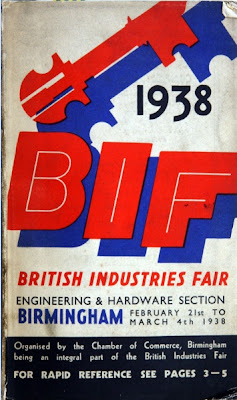 1938
BIF
BRITISH INDUSTRIES FAIR
ENGINEERING & HARDWARE SECTION
BIRMINGHAM FEBRUARY 21st TO
MARCH 4th 1938
Organised by the Chamber of Commerce, Birmingham
being an integral part of the British Industries Fair
FOR RAPID REFERENCE SEE PAGES 3–5